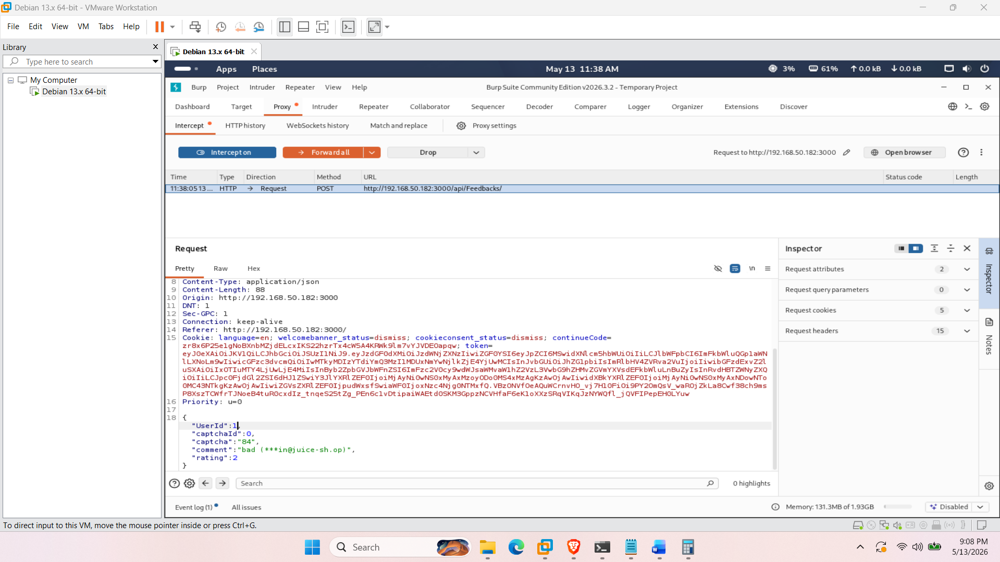 Debian 13.x 64-bit - VMware Workstation
File Edit View VM Tabs Help
Library
Type here to search
My Computer
Debian 13.x 64-bit
Debian 13.x 64-bit
Apps Places May 13 11:38 AM 3% 61% 0.0 kB 0.0 kB
Burp Project Intruder Repeater View Help Burp Suite Community Edition v2026.3.2 - Temporary Project
Dashboard Target Proxy Intruder Repeater Collaborator Sequencer Decoder Comparer Logger Organizer Extensions Discover
Intercept HTTP history WebSockets history Match and replace Proxy settings
Intercept on Forward all Drop Request to http://192.168.50.182:3000 Open browser
Time Type Direction Method URL Status code Length
11:38:05 13 ... HTTP Request POST http://192.168.50.182:3000/api/Feedbacks/
Request
Pretty Raw Hex \n
8 Content-Type: application/json
9 Content-Length: 88
10 Origin: http://192.168.50.182:3000
11 DNT: 1
12 Sec-GPC: 1
13 Connection: keep-alive
14 Referer: http://192.168.50.182:3000/
15 Cookie: language=en; welcomebanner_status=dismiss; cookieconsent_status=dismiss; continueCode=
token=
16 Priority: u=0
17
18 {
"UserId":1,
"captchaId":0,
"captcha":"84",
"comment":"bad (***in@juice-sh.op)",
"rating":2
}
Search 0 highlights
Inspector
Request attributes 2
Request query parameters 0
Request cookies 5
Request headers 15
Inspector
Notes
Event log (1) All issues Memory: 131.3MB of 1.93GB Disabled
To direct input to this VM, move the mouse pointer inside or press Ctrl+G.
Search
9:08 PM
5/13/2026